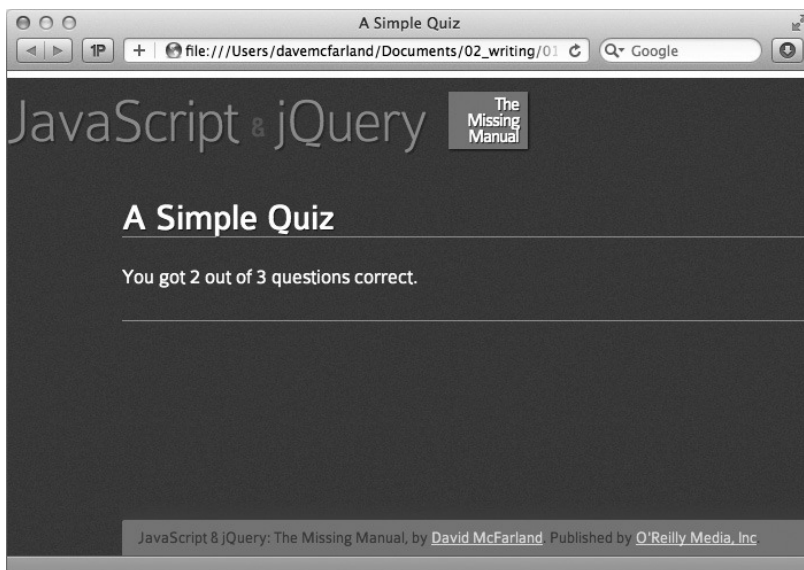 A Simple Quiz
1P + file:///Users/davemcfarland/Documents/02_writing/01 Google
JavaScript & jQuery
The
Missing
Manual
A Simple Quiz
You got 2 out of 3 questions correct.
JavaScript & jQuery: The Missing Manual, by David McFarland. Published by O'Reilly Media, Inc.